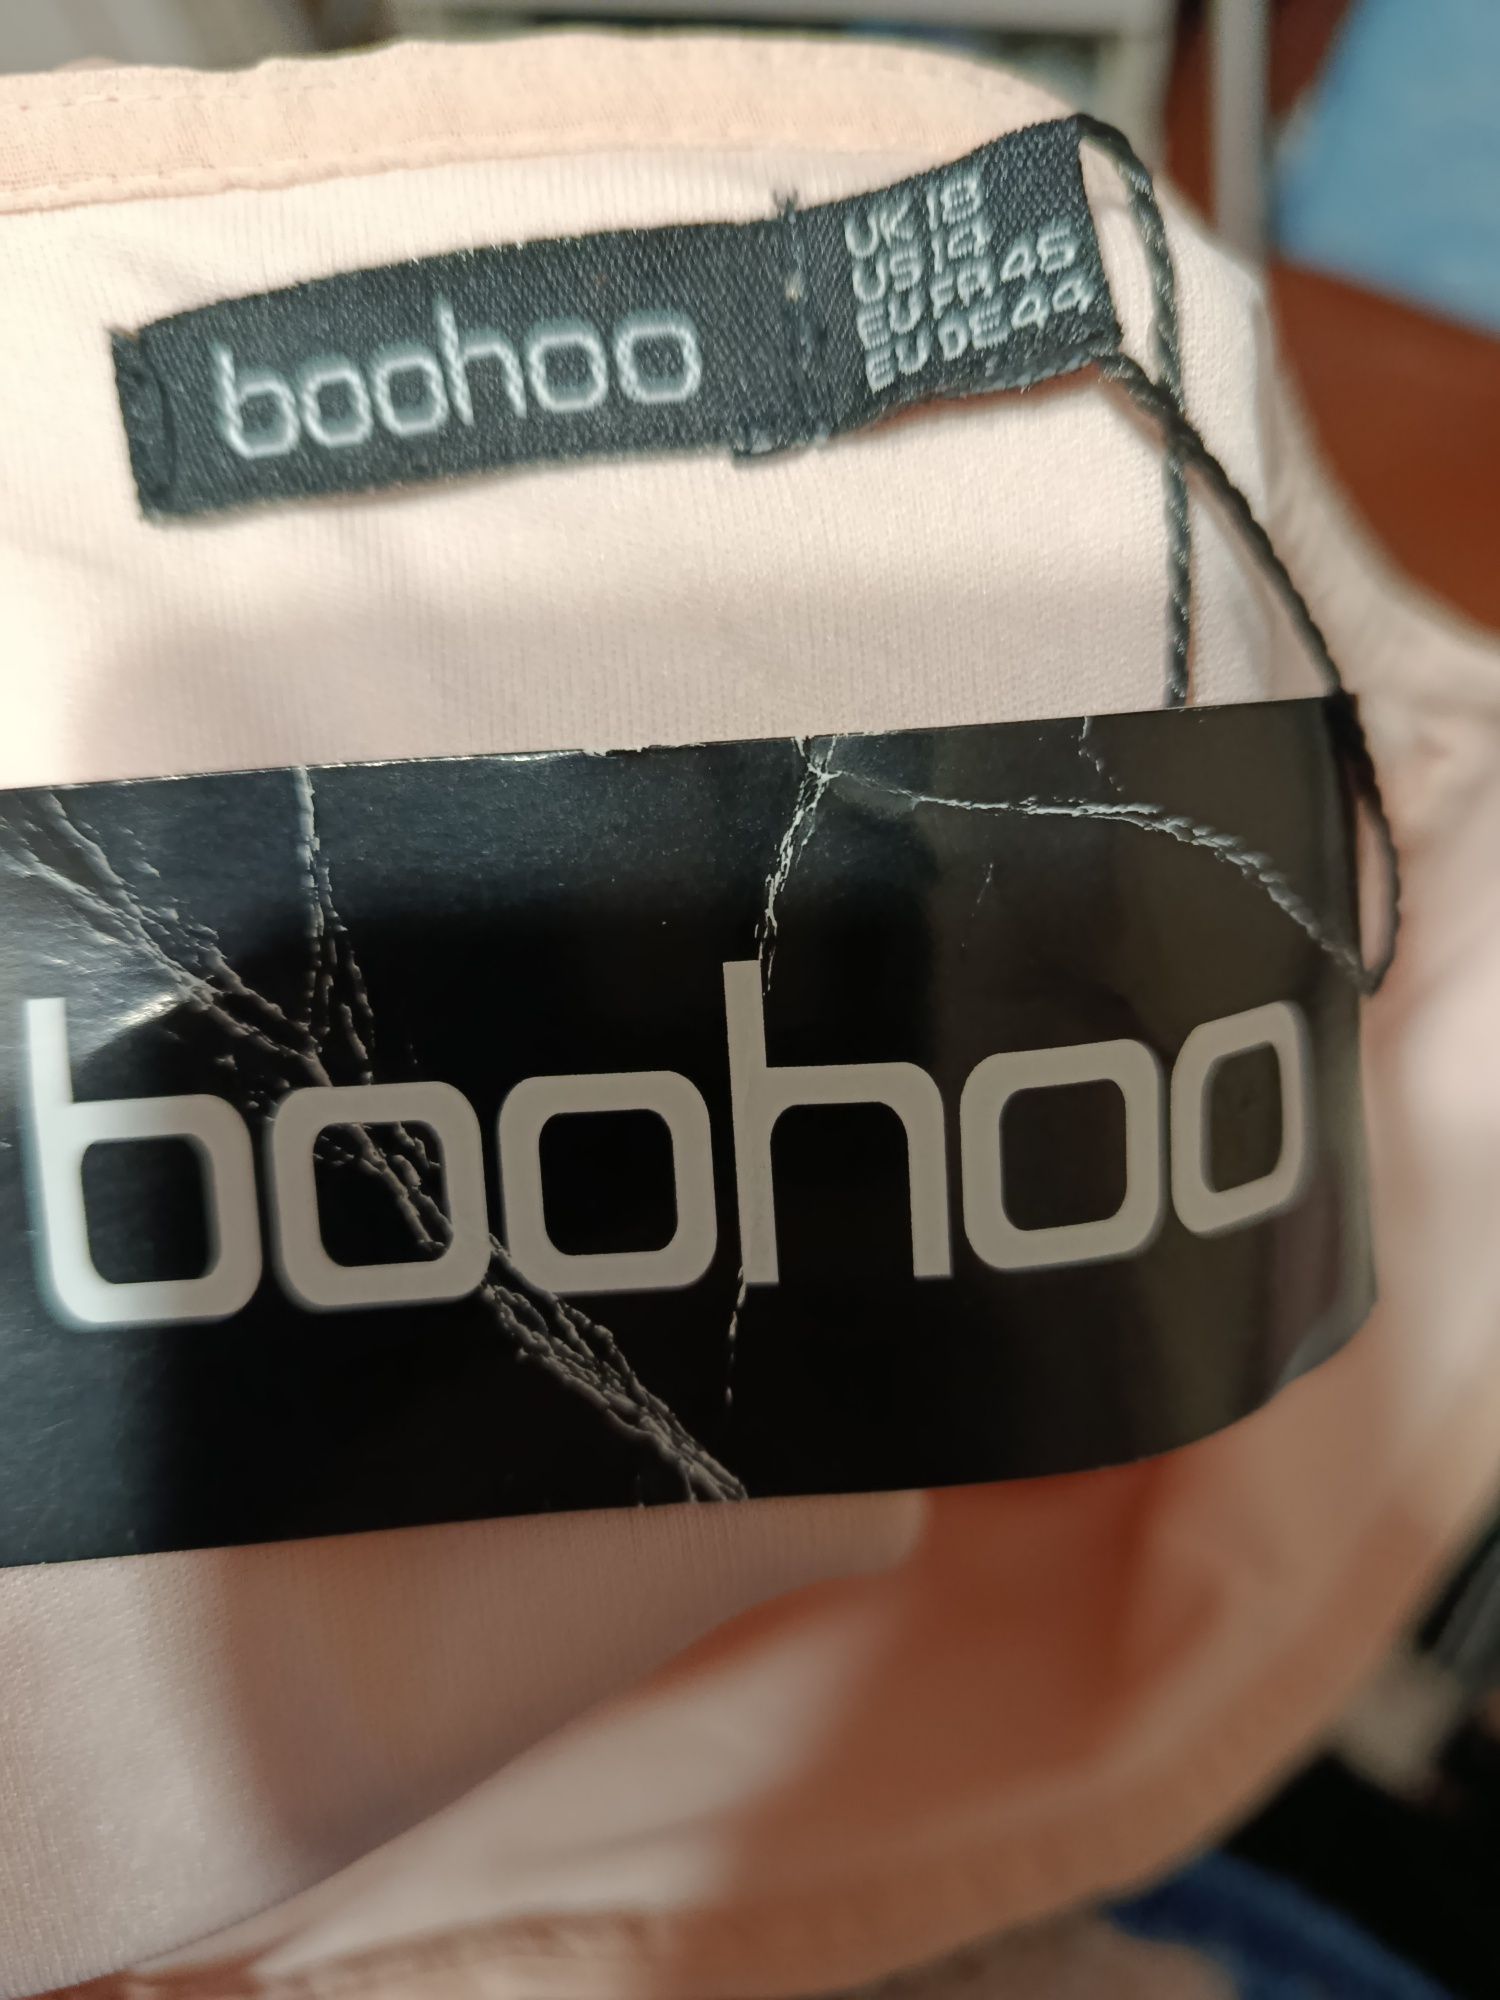 boohoo
UK 18
US 14
EU FR 46
EU DE 44
boohoo